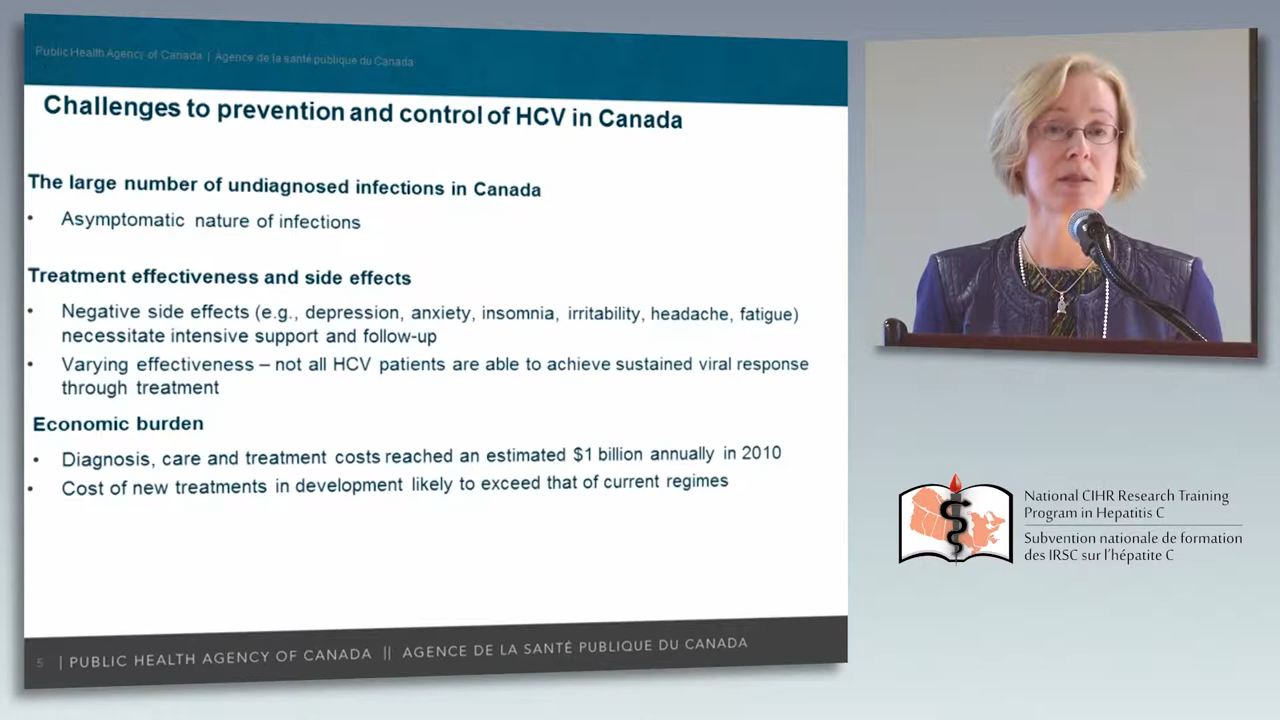 Public Health Agency of Canada | Agence de la santé publique du Canada
Challenges to prevention and control of HCV in Canada
The large number of undiagnosed infections in Canada
• Asymptomatic nature of infections
Treatment effectiveness and side effects
• Negative side effects (e.g., depression, anxiety, insomnia, irritability, headache, fatigue)
necessitate intensive support and follow-up
• Varying effectiveness – not all HCV patients are able to achieve sustained viral response
through treatment
Economic burden
• Diagnosis, care and treatment costs reached an estimated $1 billion annually in 2010
• Cost of new treatments in development likely to exceed that of current regimes
5 | PUBLIC HEALTH AGENCY OF CANADA || AGENCE DE LA SANTÉ PUBLIQUE DU CANADA
National CIHR Research Training
Program in Hepatitis C
Subvention nationale de formation
des IRSC sur l'hépatite C